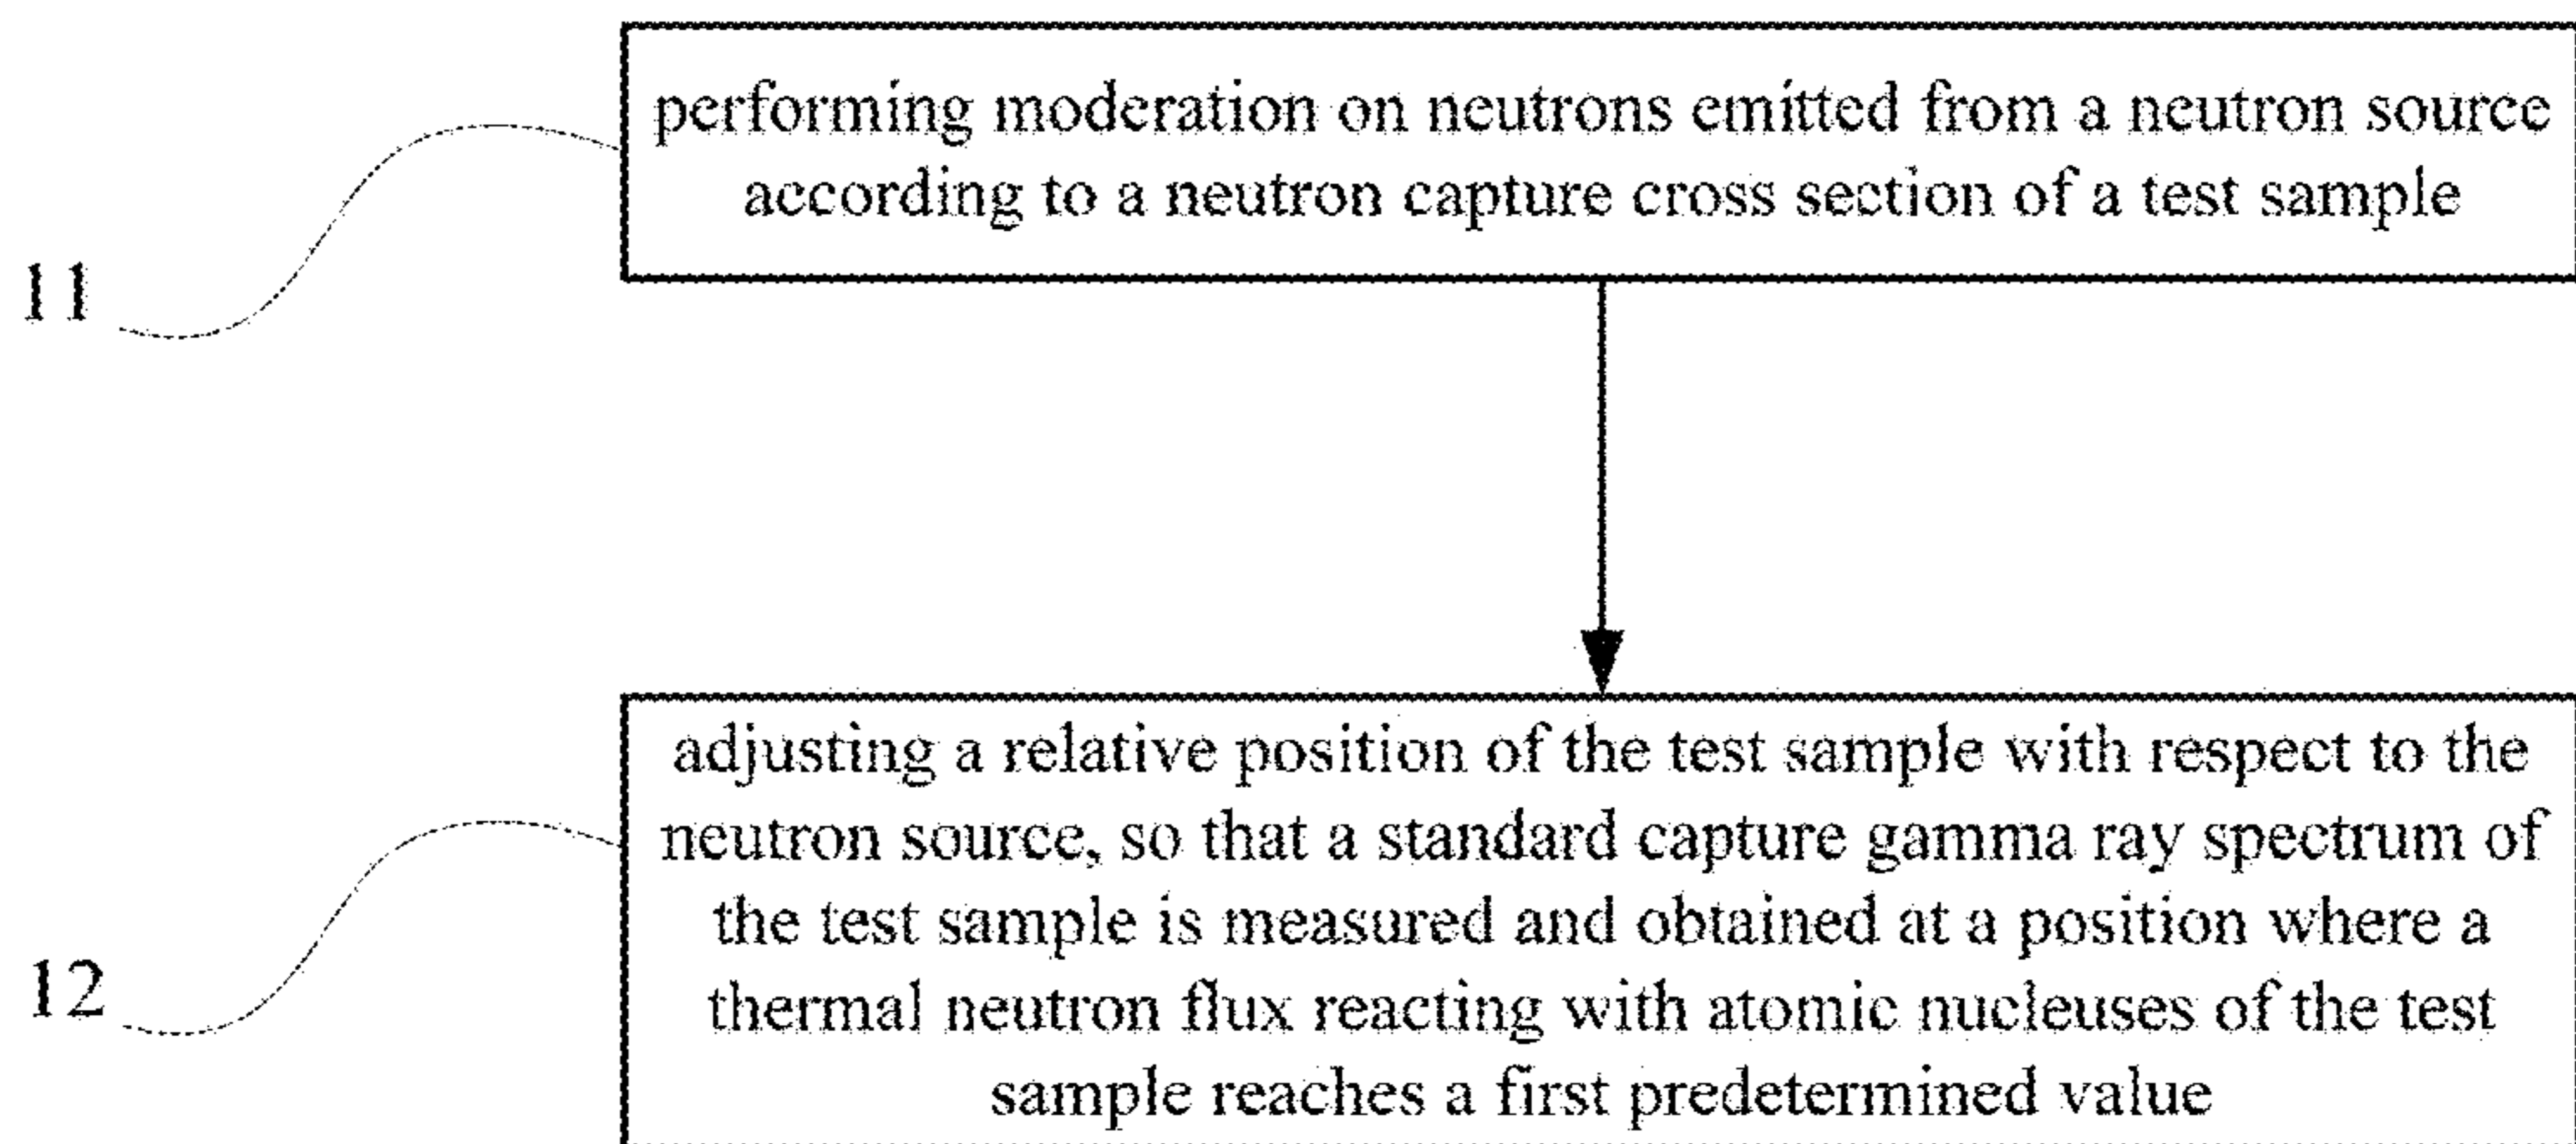 performing moderation on neutrons emitted from a neutron source
according to a neutron capture cross section of a test sample
11
adjusting a relative position of the test sample with respect to the
neutron source, so that a standard capture gamma ray spectrum of
the test sample is measured and obtained at a position where a
thermal neutron flux reacting with atomic nucleuses of the test
sample reaches a first predetermined value
12